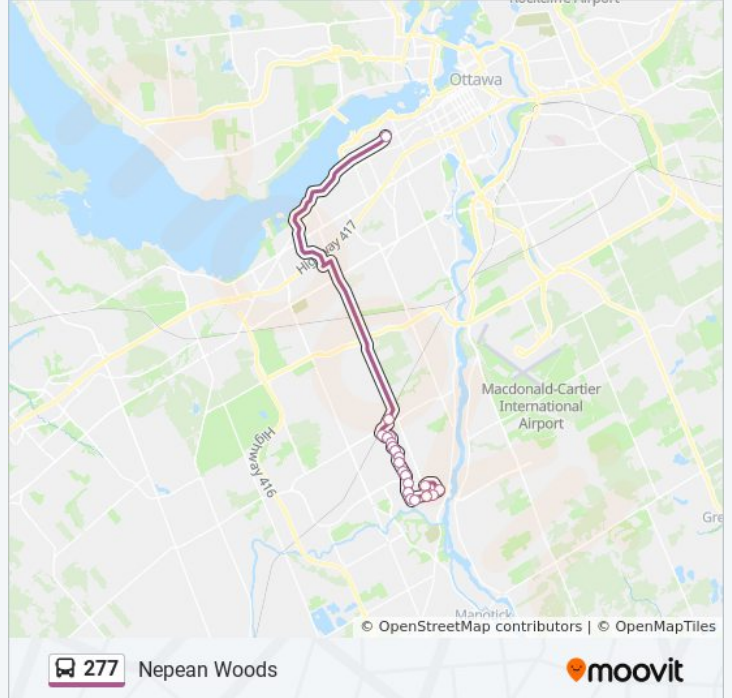 Rockcliffe Airport
Ottawa
Highway 417
Macdonald-Cartier
International
Airport
Highway 416
Gre
Manotick
© OpenStreetMap contributors | © OpenMapTiles
277 Nepean Woods
moovit